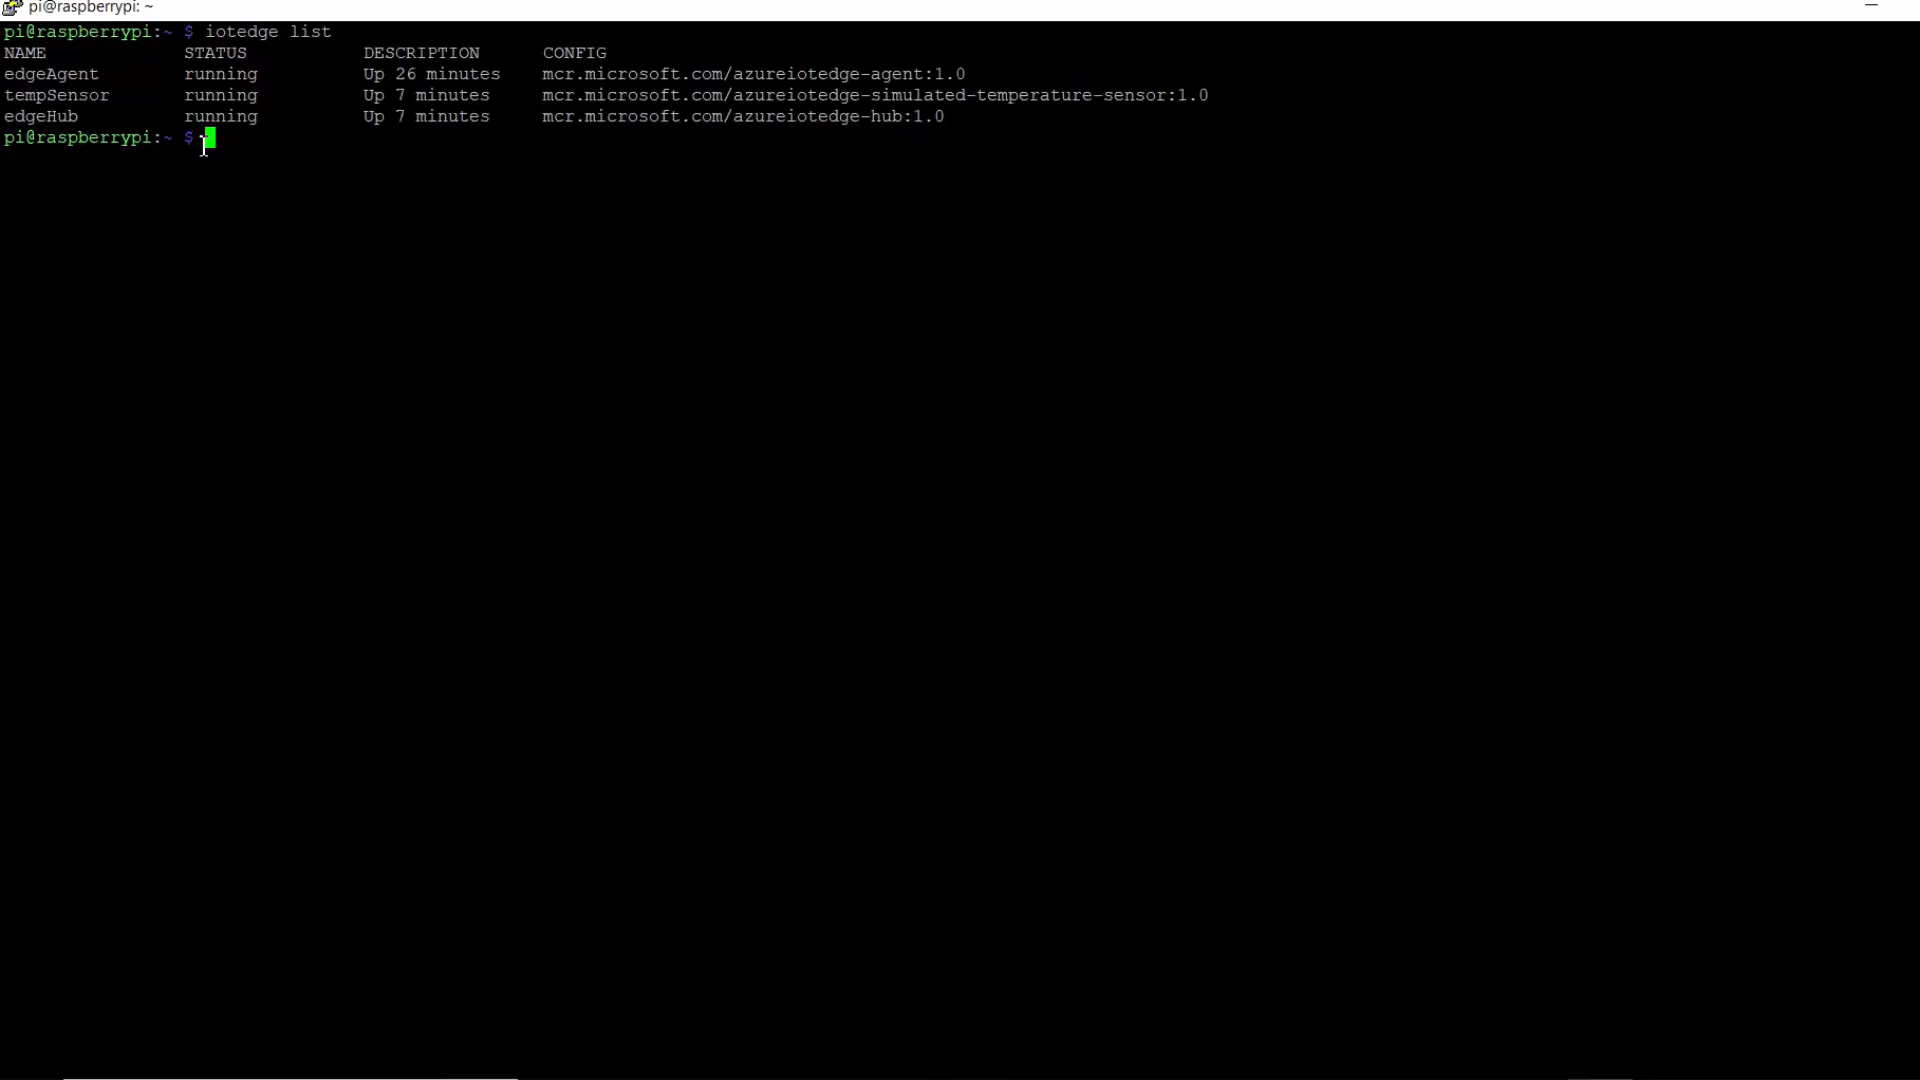 pi@raspberrypi: ~
pi@raspberrypi:~ $ iotedge list
NAME STATUS DESCRIPTION CONFIG
edgeAgent running Up 26 minutes mcr.microsoft.com/azureiotedge-agent:1.0
tempSensor running Up 7 minutes mcr.microsoft.com/azureiotedge-simulated-temperature-sensor:1.0
edgeHub running Up 7 minutes mcr.microsoft.com/azureiotedge-hub:1.0
pi@raspberrypi:~ $